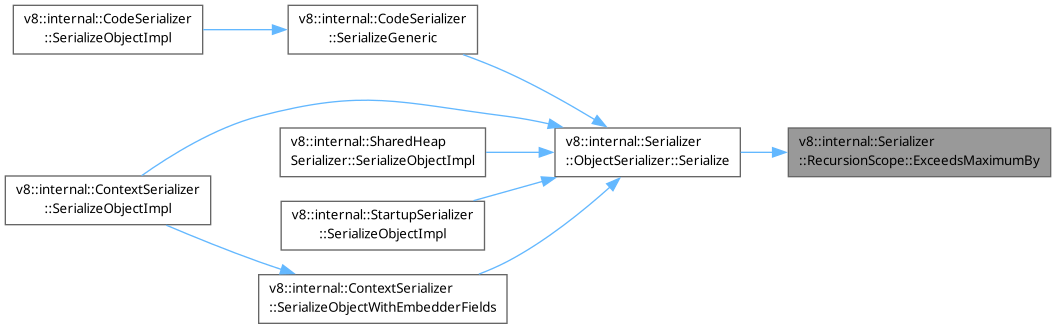 v8::internal::CodeSerializer
::SerializeObjectImpl
v8::internal::CodeSerializer
::SerializeGeneric
v8::internal::SharedHeap
Serializer::SerializeObjectImpl
v8::internal::Serializer
::ObjectSerializer::Serialize
v8::internal::Serializer
::RecursionScope::ExceedsMaximumBy
v8::internal::ContextSerializer
::SerializeObjectImpl
v8::internal::StartupSerializer
::SerializeObjectImpl
v8::internal::ContextSerializer
::SerializeObjectWithEmbedderFields